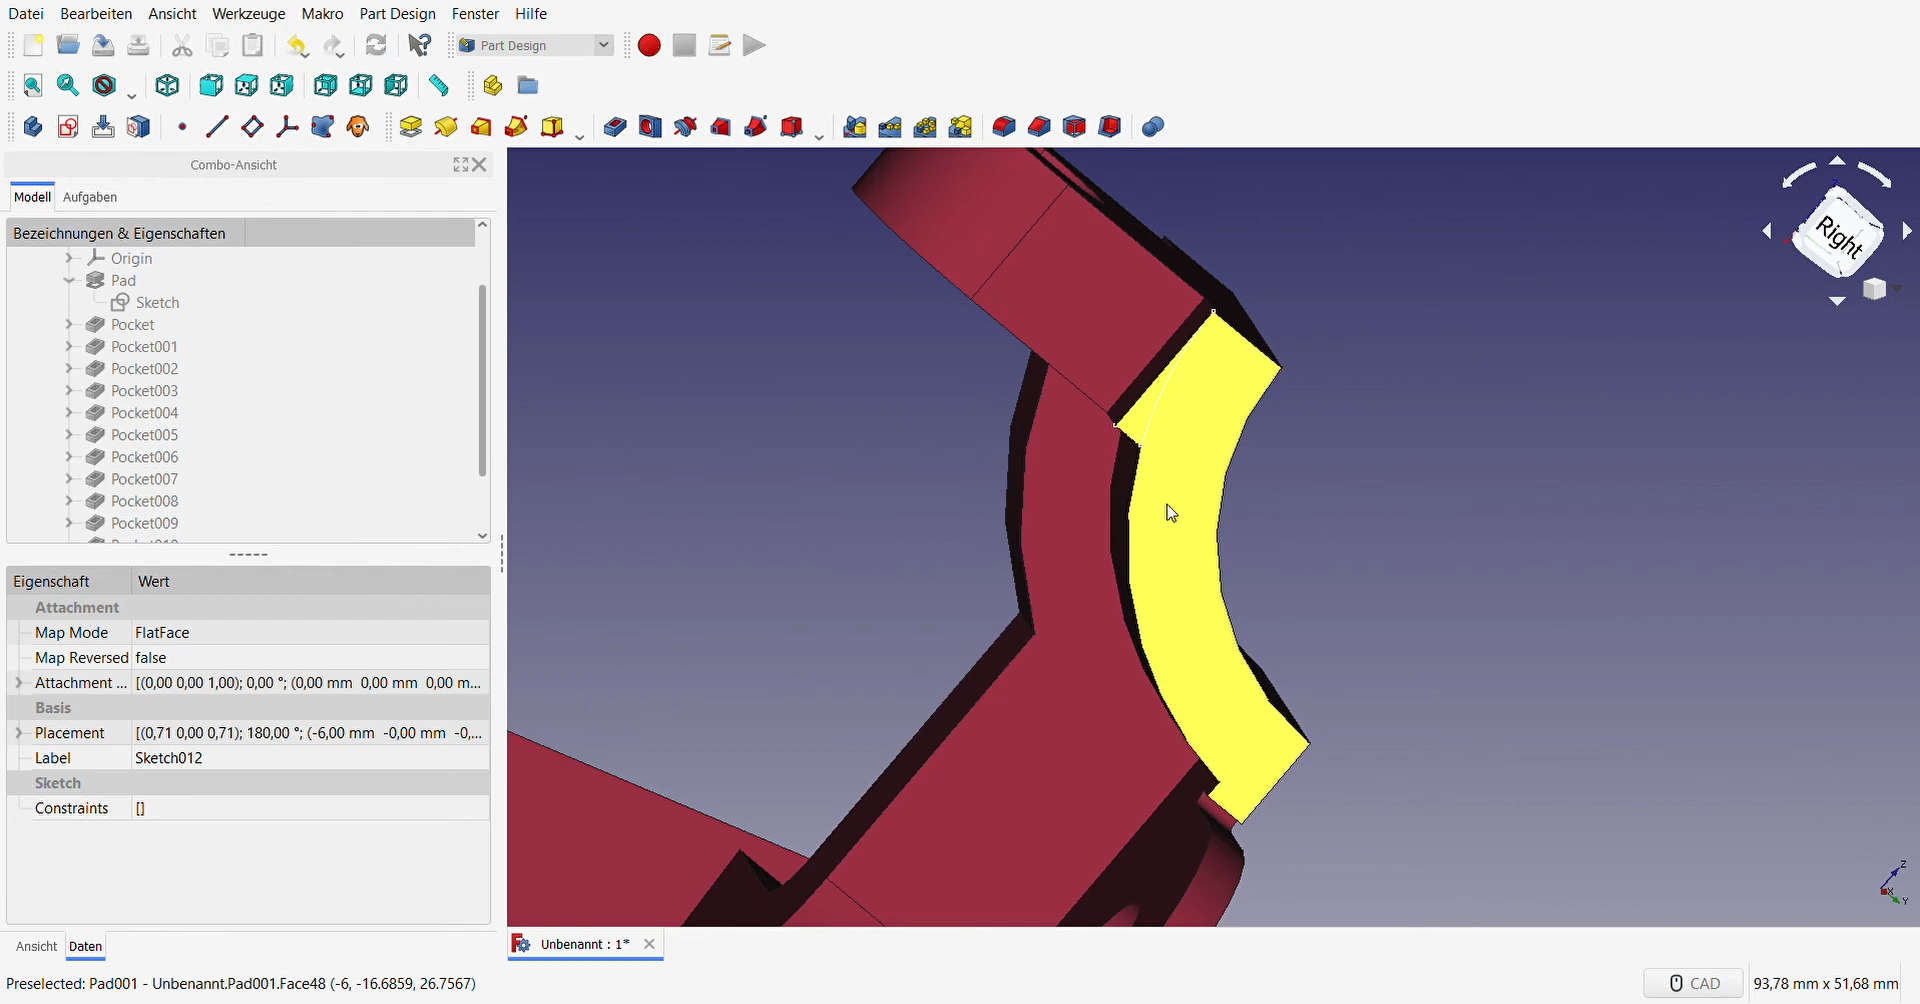 Datei Bearbeiten Ansicht Werkzeuge Makro Part Design Fenster Hilfe
Part Design
Combo-Ansicht
Modell Aufgaben
Bezeichnungen & Eigenschaften
Origin
Pad
Sketch
Pocket
Pocket001
Pocket002
Pocket003
Pocket004
Pocket005
Pocket006
Pocket007
Pocket008
Pocket009
Eigenschaft Wert
Attachment
Map Mode FlatFace
Map Reversed false
Attachment ... [(0,00 0,00 1,00); 0,00 °; (0,00 mm 0,00 mm 0,00 m...
Basis
Placement [(0,71 0,00 0,71); 180,00 °; (-6,00 mm -0,00 mm -0,...
Label Sketch012
Sketch
Constraints []
Ansicht Daten
Right
Z
X
Y
Unbenannt : 1*
Preselected: Pad001 - Unbenannt.Pad001.Face48 (-6, -16.6859, 26.7567)
CAD 93,78 mm x 51,68 mm